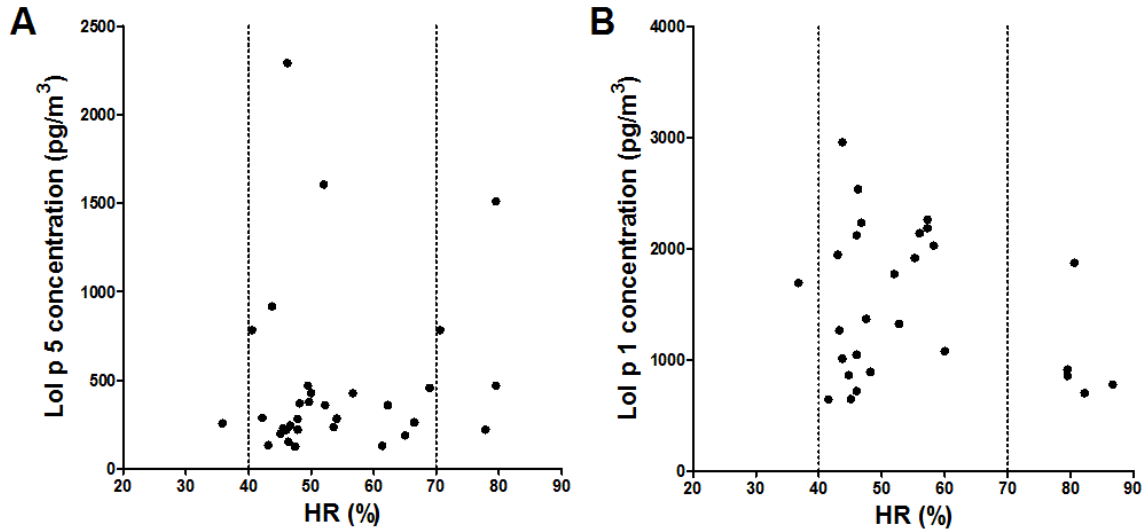 A
Lol p 5 concentration (pg/m³)
2500
2000
1500
1000
500
0
20 30 40 50 60 70 80 90
HR (%)
B
Lol p 1 concentration (pg/m³)
4000
3000
2000
1000
0
20 30 40 50 60 70 80 90
HR (%)